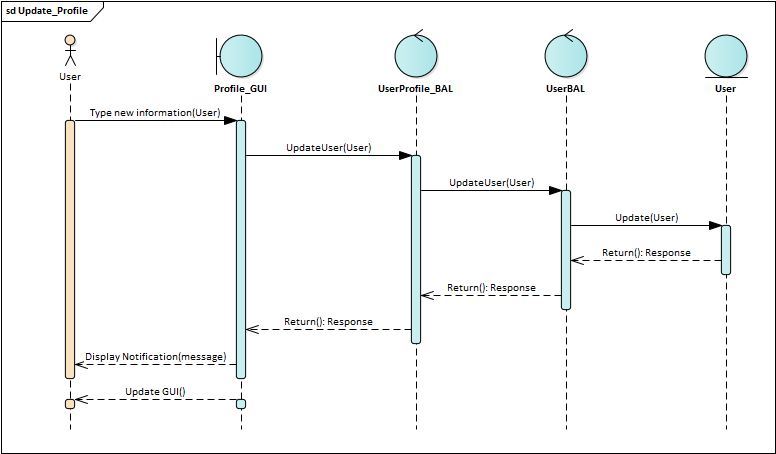 sd Update_Profile
User
Profile_GUI
UserProfile_BAL
UserBAL
User
Type new information(User)
UpdateUser(User)
UpdateUser(User)
Update(User)
Return(): Response
Return(): Response
Return(): Response
Display Notification(message)
Update GUI()